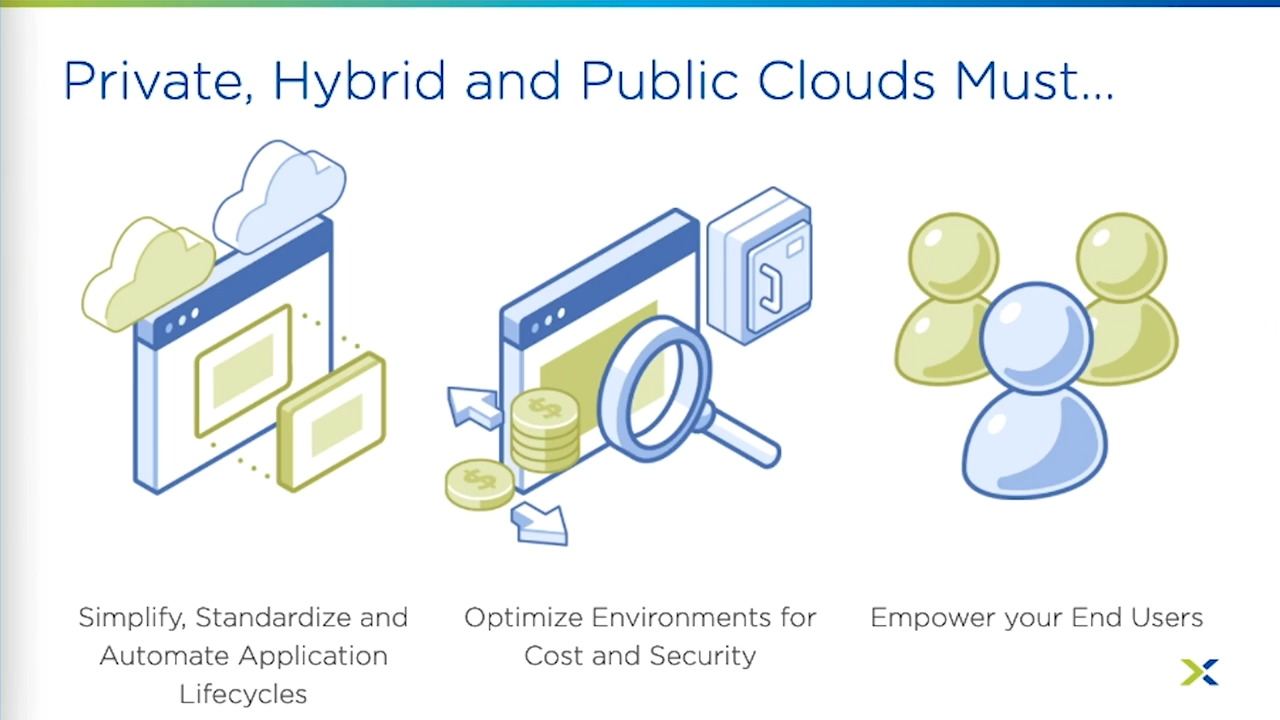 Private, Hybrid and Public Clouds Must...
$
$
Simplify, Standardize and
Automate Application
Lifecycles
Optimize Environments for
Cost and Security
Empower your End Users